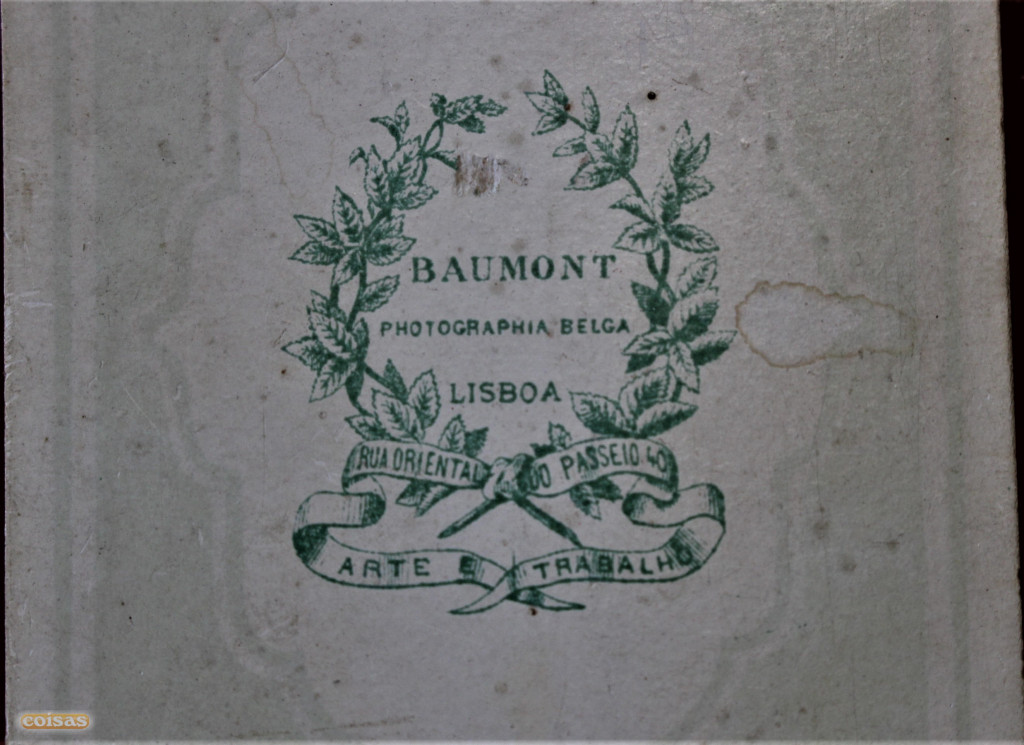 BAUMONT
PHOTOGRAPHIA BELGA
LISBOA
RUA ORIENTAL DO PASSEIO 40
ARTE E TRABALHO
coisas